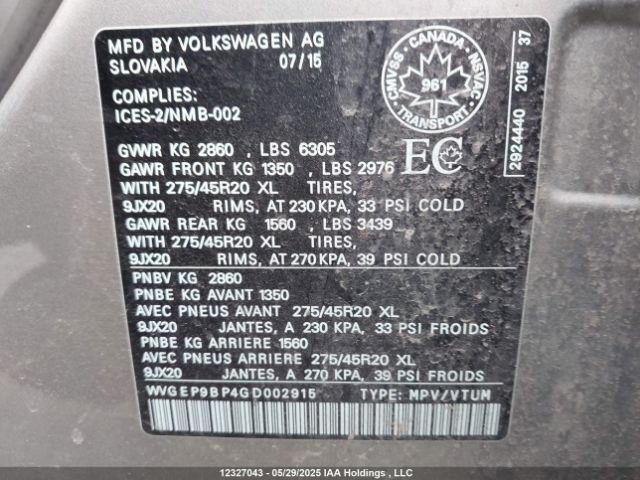 MFD BY VOLKSWAGEN AG
SLOVAKIA 07/15
CANADA
CMVSS NSVAC
961
TRANSPORT
2924440 2015 37
COMPLIES:
ICES-2/NMB-002
EC
GVWR KG 2860 , LBS 6305
GAWR FRONT KG 1350 , LBS 2976
WITH 275/45R20 XL TIRES,
9JX20 RIMS, AT 230 KPA, 33 PSI COLD
GAWR REAR KG 1560 , LBS 3439
WITH 275/45R20 XL TIRES,
9JX20 RIMS, AT 270 KPA, 39 PSI COLD
PNBV KG 2860
PNBE KG AVANT 1350
AVEC PNEUS AVANT 275/45R20 XL
9JX20 JANTES, A 230 KPA, 33 PSI FROIDS
PNBE KG ARRIERE 1560
AVEC PNEUS ARRIERE 275/45R20 XL
9JX20 JANTES, A 270 KPA, 39 PSI FROIDS
WVGEP9BP4GD002915 TYPE: MPV/VTUM
12327043 - 05/29/2025 IAA Holdings , LLC